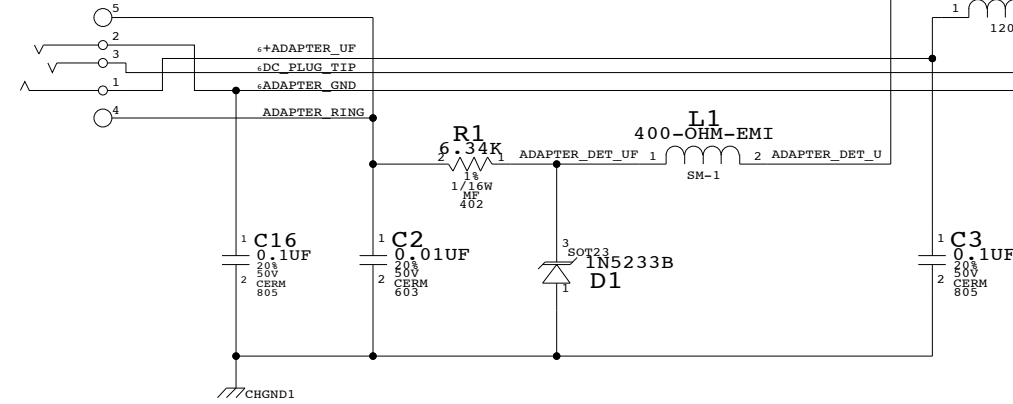 5
1
120
2
6+ADAPTER_UF
3
6DC_PLUG_TIP
1
6ADAPTER_GND
4
ADAPTER_RING
L1
400-OHM-EMI
R1
6.34K
2
1
ADAPTER_DET_UF
1
2
ADAPTER_DET_U
SM-1
1%
1/16W
MF
402
1
C16
0.1UF
20%
50V
2
CERM
805
1
C2
0.01UF
20%
50V
2
CERM
603
3
SOT23
1N5233B
D1
1
1
C3
0.1UF
20%
50V
2
CERM
805
CHGND1